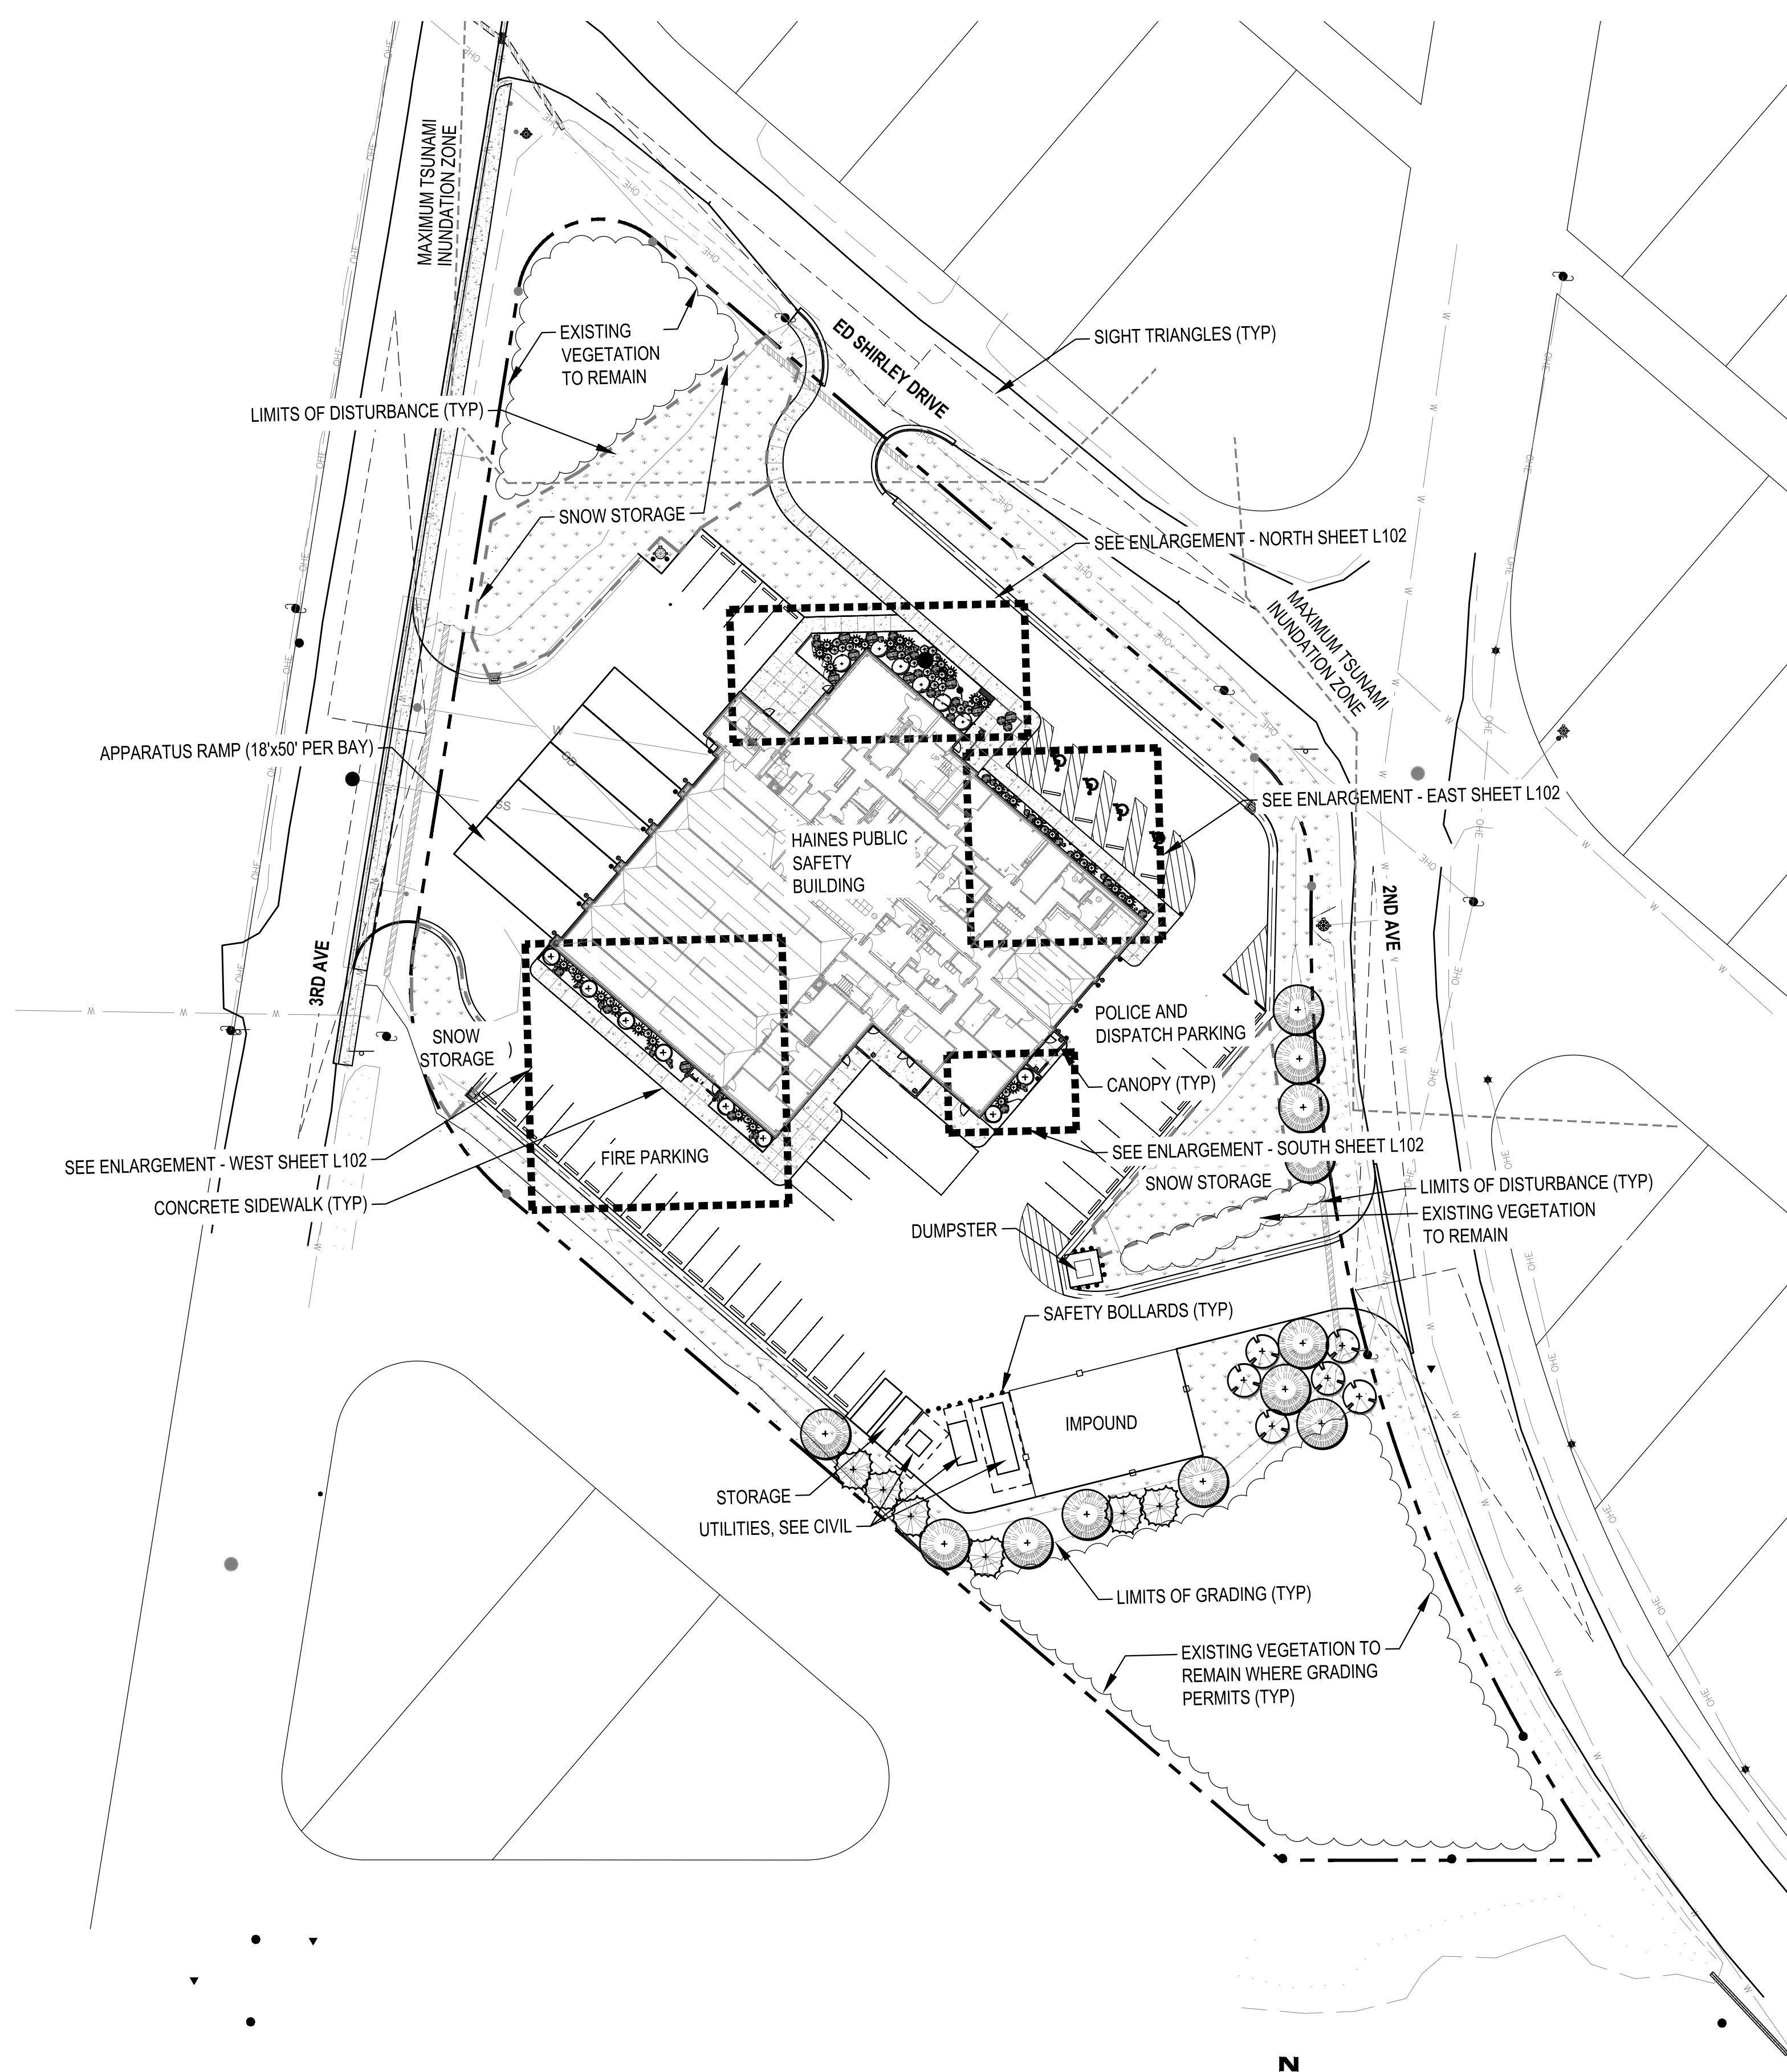 MAXIMUM TSUNAMI
INUNDATION ZONE
EXISTING
VEGETATION
TO REMAIN
ED SHIRLEY DRIVE
SIGHT TRIANGLES (TYP)
LIMITS OF DISTURBANCE (TYP)
SNOW STORAGE
SEE ENLARGEMENT - NORTH SHEET L102
MAXIMUM TSUNAMI
INUNDATION ZONE
APPARATUS RAMP (18'x50' PER BAY)
W
OD
SS
SEE ENLARGEMENT - EAST SHEET L102
HAINES PUBLIC
SAFETY
BUILDING
2ND AVE
3RD AVE
POLICE AND
DISPATCH PARKING
SNOW
STORAGE
CANOPY (TYP)
SEE ENLARGEMENT - SOUTH SHEET L102
SEE ENLARGEMENT - WEST SHEET L102
FIRE PARKING
SNOW STORAGE
LIMITS OF DISTURBANCE (TYP)
CONCRETE SIDEWALK (TYP)
EXISTING VEGETATION
TO REMAIN
DUMPSTER
SAFETY BOLLARDS (TYP)
IMPOUND
STORAGE
UTILITIES, SEE CIVIL
LIMITS OF GRADING (TYP)
EXISTING VEGETATION TO
REMAIN WHERE GRADING
PERMITS (TYP)
OHE
W
N